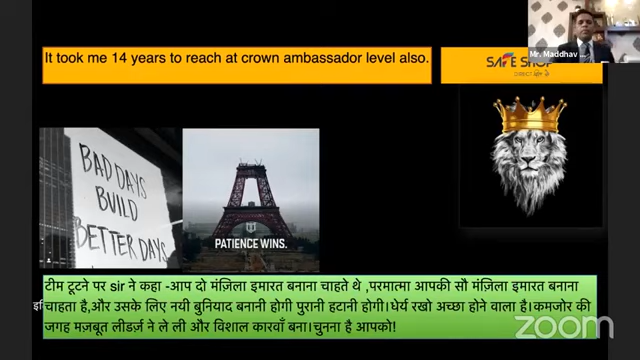 It took me 14 years to reach at crown ambassador level also.
SAFE SHOP
Mr. Maddhav
BAD DAYS
BUILD
BETTER DAYS
PATIENCE WINS.
टीम टूटने पर sir ने कहा -आप दो मंज़िला इमारत बनाना चाहते थे ,परमात्मा आपकी सौ मंज़िला इमारत बनाना
चाहता है,और उसके लिए नयी बुनियाद बनानी होगी पुरानी हटानी होगी।धेर्य रखो अच्छा होने वाला है।कमजोर की
जगह मज़बूत लीडर्ज़ ने ले ली और विशाल कारवाँ बना।चुनना है आपको!
zoom